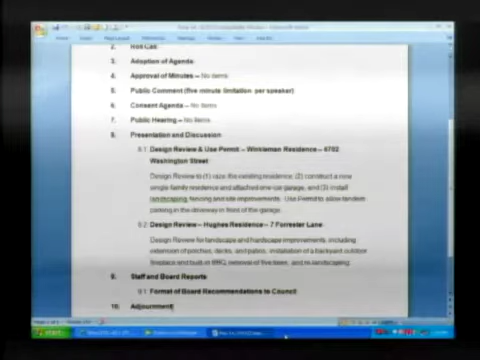 2. Roll Call
3. Adoption of Agenda
4. Approval of Minutes – No items
5. Public Comment (five minute limitation per speaker)
6. Consent Agenda – No items
7. Public Hearing – No items
8. Presentation and Discussion
8.1 Design Review & Use Permit – Winkleman Residence – 6702
Washington Street
Design Review to (1) raze the existing residence, (2) construct a new
single-family residence and attached one-car garage, and (3) install
landscaping, fencing and site improvements. Use Permit to allow tandem
parking in the driveway in front of the garage.
8.2 Design Review – Hughes Residence – 7 Forrester Lane
Design Review for landscape and hardscape improvements, including
extension of porches, decks, and patios, installation of a backyard outdoor
fireplace and built-in BBQ, removal of five trees, and re-landscaping.
9. Staff and Board Reports
9.1 Format of Board Recommendations to Council
10. Adjournment